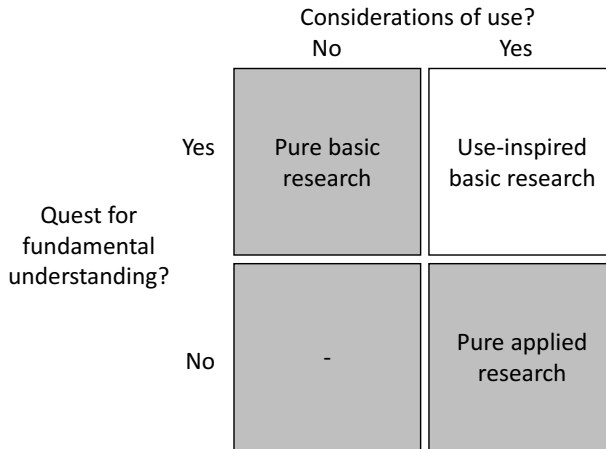 Considerations of use?
No
Yes
Yes
Pure basic
research
Use-inspired
basic research
Quest for
fundamental
understanding?
No
-
Pure applied
research